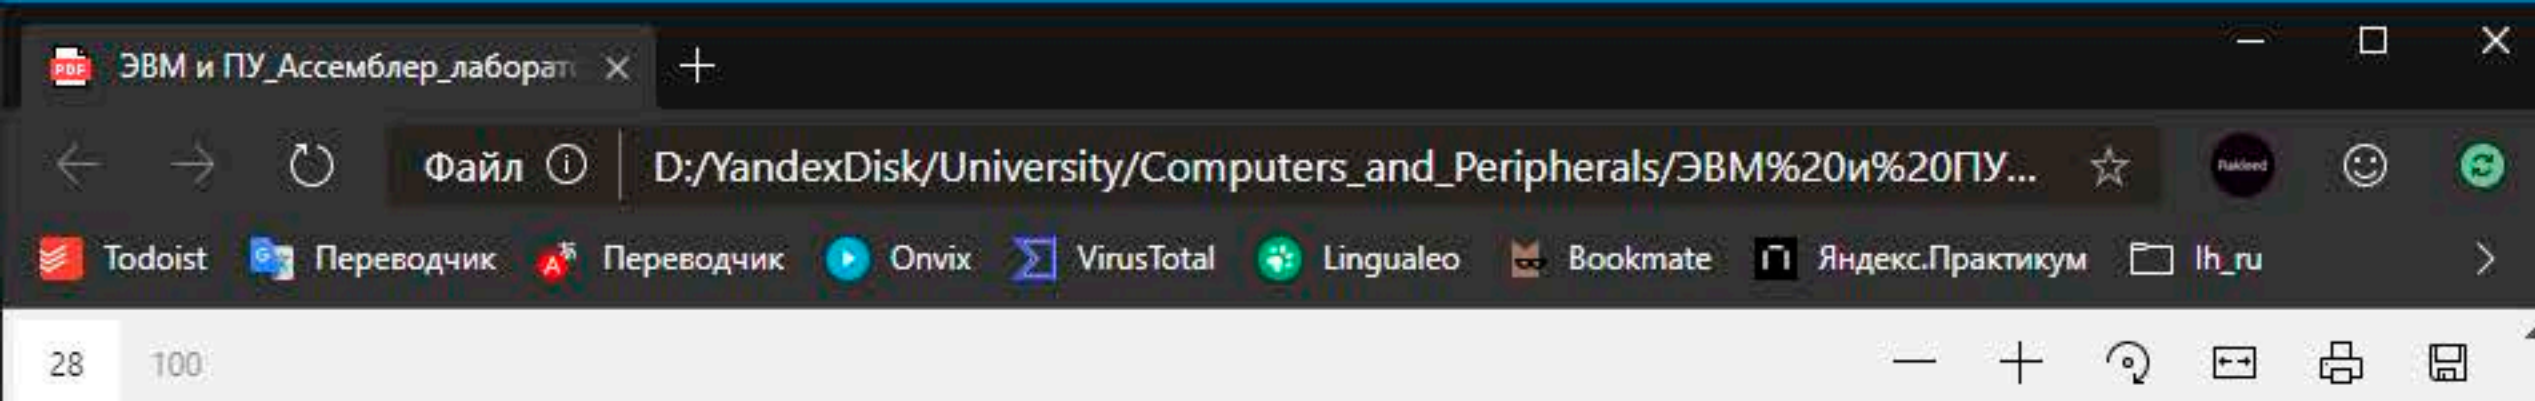 ЭВМ и ПУ_Ассемблер_лаборат
Файл D:/YandexDisk/University/Computers_and_Peripherals/ЭВМ%20и%20ПУ... Rakleed
Todoist Переводчик Переводчик Onvix VirusTotal Lingualeo Bookmate Яндекс.Практикум lh_ru
28 100